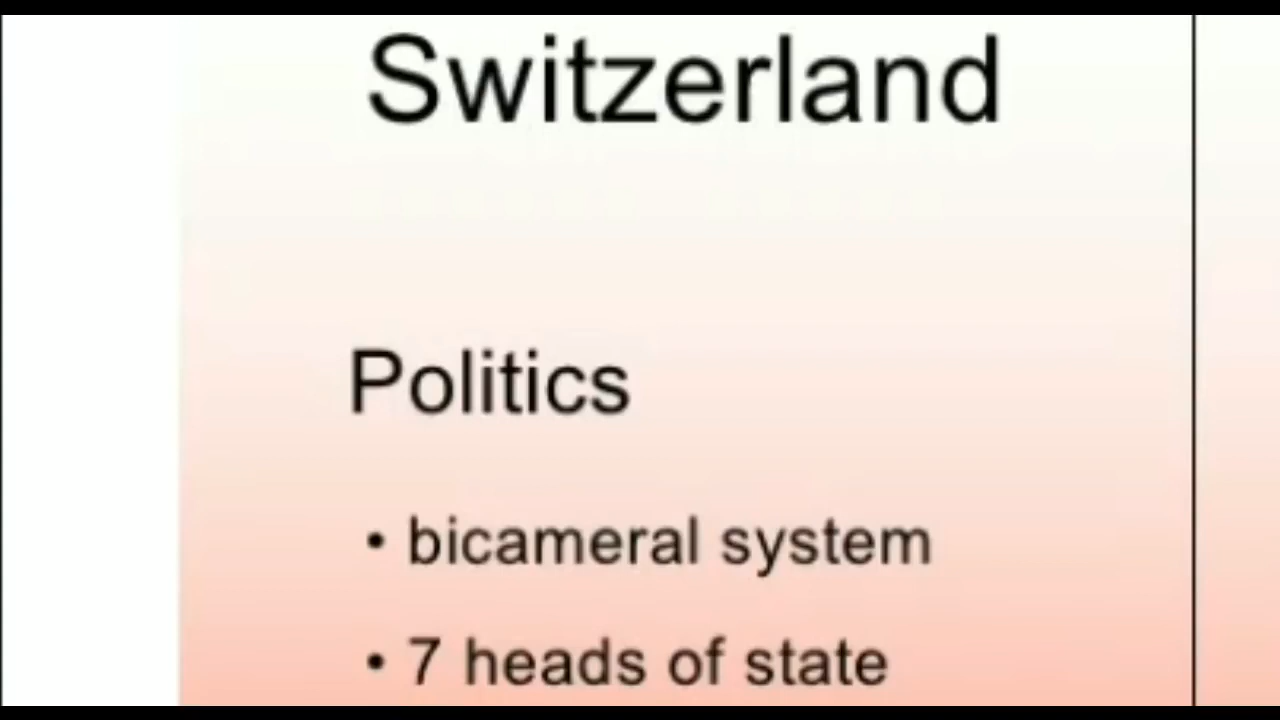 Switzerland
Politics
• bicameral system
• 7 heads of state